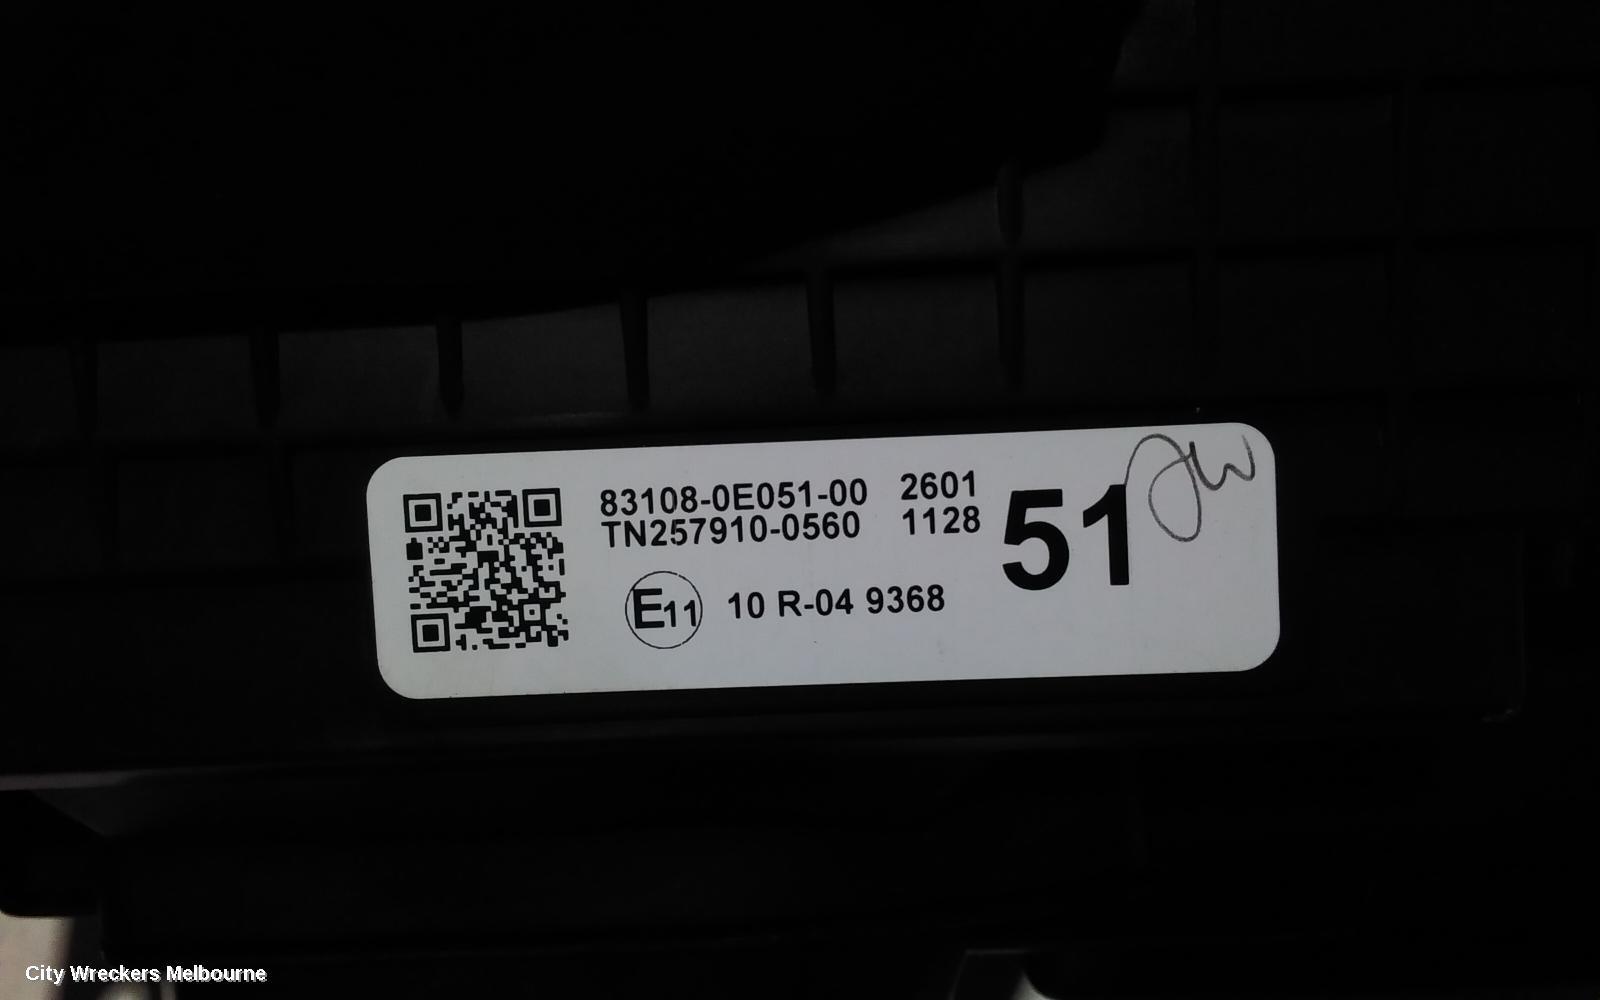 83108-0E051-00 2601
TN257910-0560 1128
51
E11 10 R-04 9368
City Wreckers Melbourne